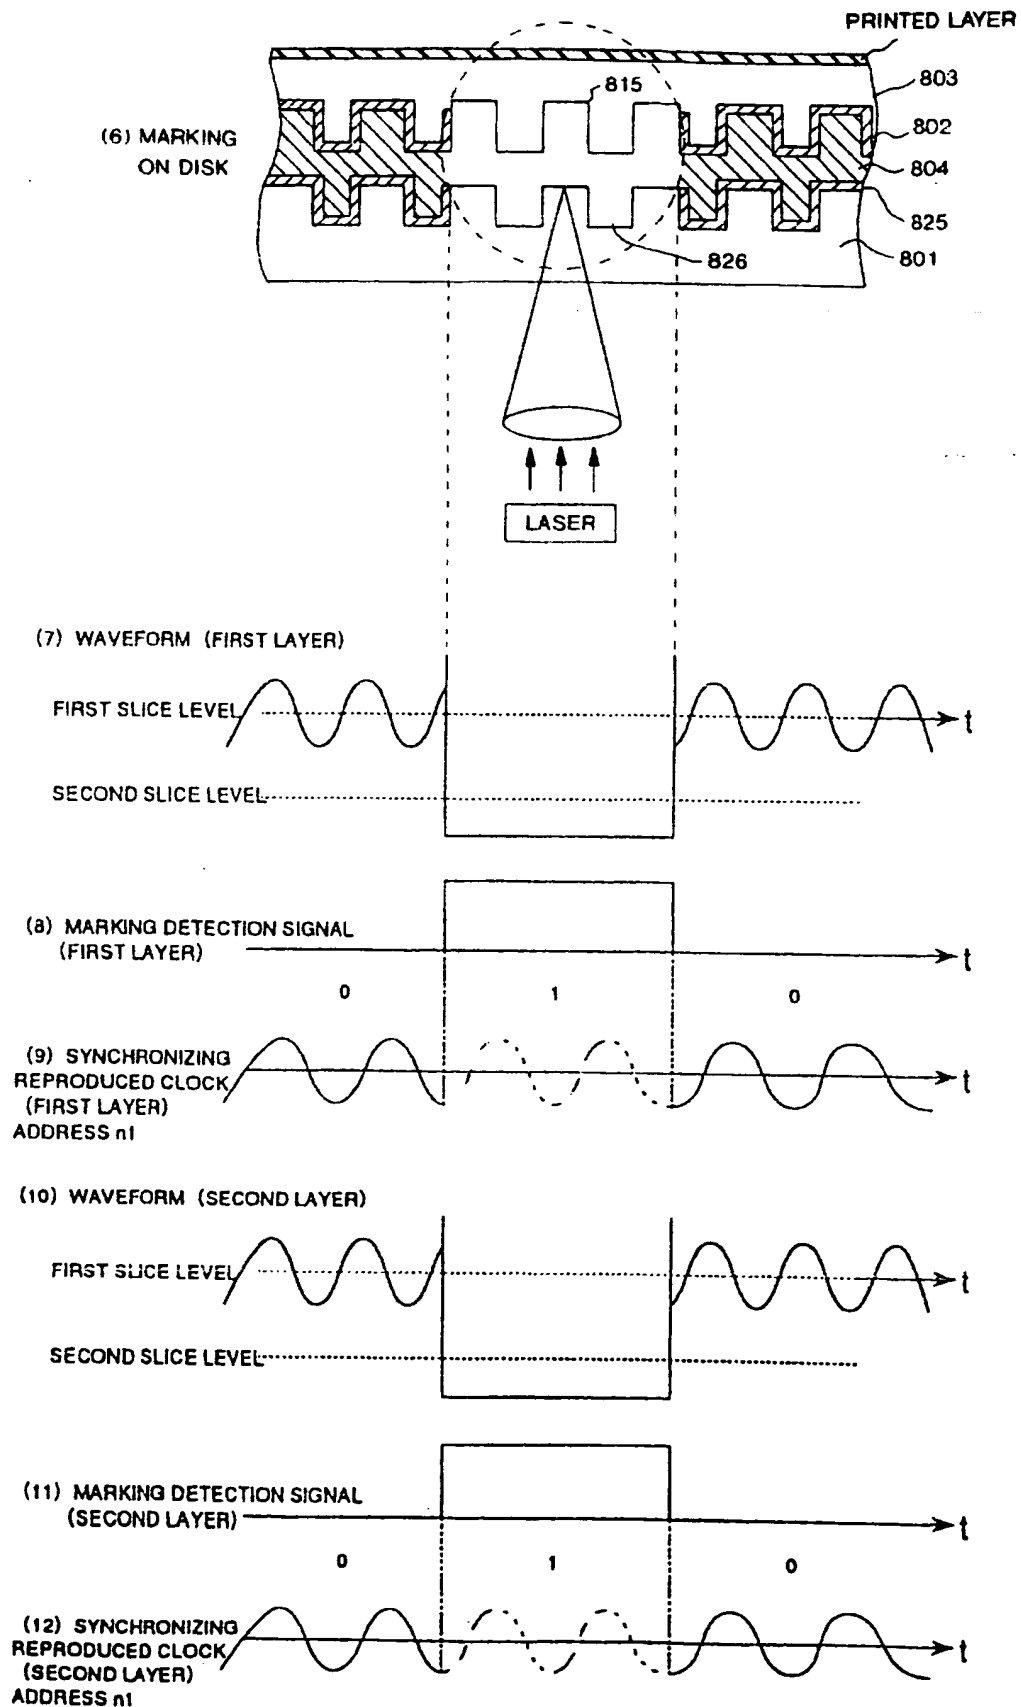 PRINTED LAYER
803
815
(6) MARKING
ON DISK
802
804
825
826
801
LASER
(7) WAVEFORM (FIRST LAYER)
FIRST SLICE LEVEL
t
SECOND SLICE LEVEL
(8) MARKING DETECTION SIGNAL
(FIRST LAYER)
t
0
1
0
(9) SYNCHRONIZING
REPRODUCED CLOCK
(FIRST LAYER)
ADDRESS n1
t
(10) WAVEFORM (SECOND LAYER)
FIRST SLICE LEVEL
t
SECOND SLICE LEVEL
(11) MARKING DETECTION SIGNAL
(SECOND LAYER)
t
0
1
0
(12) SYNCHRONIZING
REPRODUCED CLOCK
(SECOND LAYER)
ADDRESS n1
t